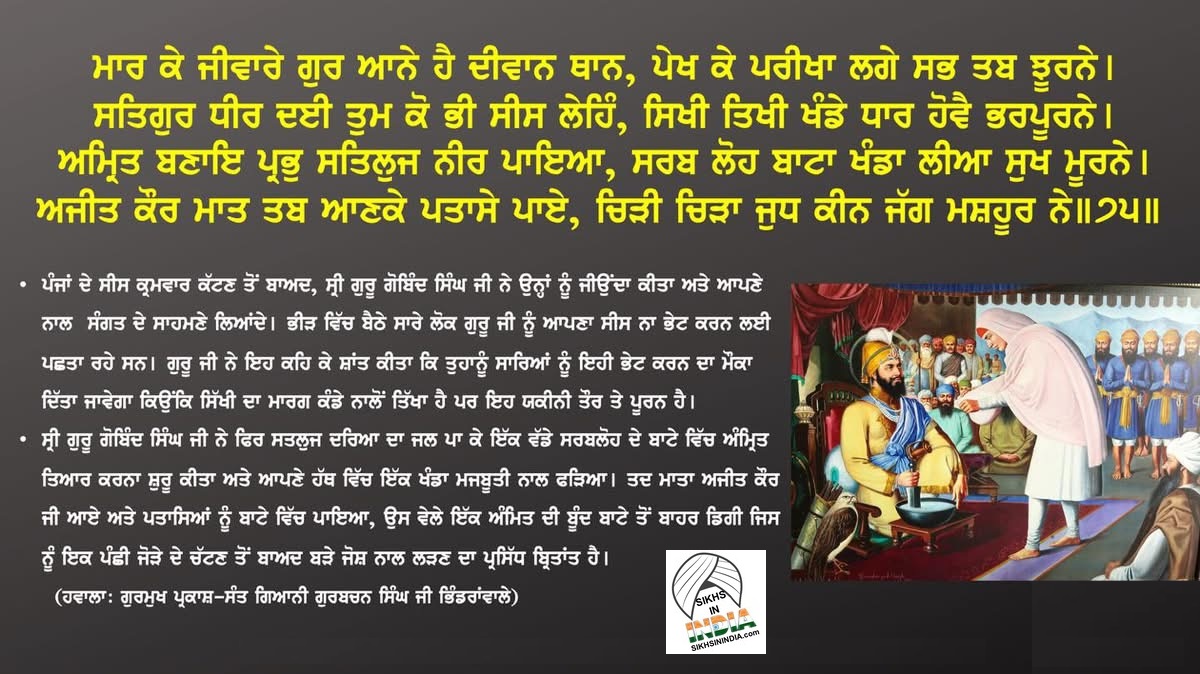 ਮਾਰ ਕੇ ਜੀਵਾਰੇ ਗੁਰ ਆਨੇ ਹੈ ਦੀਵਾਨ ਥਾਨ, ਪੇਖ ਕੇ ਪਰੀਖਾ ਲਗੇ ਸਭ ਤਬ ਝੂਰਨੇ।
ਸਤਿਗੁਰ ਧੀਰ ਦਈ ਤੁਮ ਕੋ ਭੀ ਸੀਸ ਲੇਹਿੰ, ਸਿਖੀ ਤਿਖੀ ਖੰਡੇ ਧਾਰ ਹੋਵੈ ਭਰਪੂਰਨੇ।
ਅਮ੍ਰਿਤ ਬਣਾਇ ਪ੍ਰਭੁ ਸਤਿਲੁਜ ਨੀਰ ਪਾਇਆ, ਸਰਬ ਲੋਹ ਬਾਟਾ ਖੰਡਾ ਲੀਆ ਸੁਖ ਮੂਰਨੇ।
ਅਜੀਤ ਕੌਰ ਮਾਤ ਤਬ ਆਣਕੇ ਪਤਾਸੇ ਪਾਏ, ਚਿੜੀ ਚਿੜਾ ਜੁਧ ਕੀਨ ਜੱਗ ਮਸ਼ਹੂਰ ਨੇ॥੭੫॥
• ਪੰਜਾਂ ਦੇ ਸੀਸ ਕ੍ਰਮਵਾਰ ਕੱਟਣ ਤੋਂ ਬਾਅਦ, ਸ੍ਰੀ ਗੁਰੂ ਗੋਬਿੰਦ ਸਿੰਘ ਜੀ ਨੇ ਉਨ੍ਹਾਂ ਨੂੰ ਜੀਉਂਦਾ ਕੀਤਾ ਅਤੇ ਆਪਣੇ
ਨਾਲ ਸੰਗਤ ਦੇ ਸਾਹਮਣੇ ਲਿਆਂਦੇ। ਭੀੜ ਵਿੱਚ ਬੈਠੇ ਸਾਰੇ ਲੋਕ ਗੁਰੂ ਜੀ ਨੂੰ ਆਪਣਾ ਸੀਸ ਨਾ ਭੇਟ ਕਰਨ ਲਈ
ਪਛਤਾ ਰਹੇ ਸਨ। ਗੁਰੂ ਜੀ ਨੇ ਇਹ ਕਹਿ ਕੇ ਸ਼ਾਂਤ ਕੀਤਾ ਕਿ ਤੁਹਾਨੂੰ ਸਾਰਿਆਂ ਨੂੰ ਇਹੀ ਭੇਟ ਕਰਨ ਦਾ ਮੌਕਾ
ਦਿੱਤਾ ਜਾਵੇਗਾ ਕਿਉਂਕਿ ਸਿੱਖੀ ਦਾ ਮਾਰਗ ਕੰਡੇ ਨਾਲੋਂ ਤਿੱਖਾ ਹੈ ਪਰ ਇਹ ਯਕੀਨੀ ਤੌਰ ਤੇ ਪੂਰਨ ਹੈ।
• ਸ੍ਰੀ ਗੁਰੂ ਗੋਬਿੰਦ ਸਿੰਘ ਜੀ ਨੇ ਫਿਰ ਸਤਲੁਜ ਦਰਿਆ ਦਾ ਜਲ ਪਾ ਕੇ ਇੱਕ ਵੱਡੇ ਸਰਬਲੋਹ ਦੇ ਬਾਟੇ ਵਿੱਚ ਅੰਮ੍ਰਿਤ
ਤਿਆਰ ਕਰਨਾ ਸ਼ੁਰੂ ਕੀਤਾ ਅਤੇ ਆਪਣੇ ਹੱਥ ਵਿੱਚ ਇੱਕ ਖੰਡਾ ਮਜਬੂਤੀ ਨਾਲ ਫੜਿਆ। ਤਦ ਮਾਤਾ ਅਜੀਤ ਕੌਰ
ਜੀ ਆਏ ਅਤੇ ਪਤਾਸਿਆਂ ਨੂੰ ਬਾਟੇ ਵਿੱਚ ਪਾਇਆ, ਉਸ ਵੇਲੇ ਇੱਕ ਅੰਮਿਤ ਦੀ ਬੂੰਦ ਬਾਟੇ ਤੋਂ ਬਾਹਰ ਡਿਗੀ ਜਿਸ
ਨੂੰ ਇਕ ਪੰਛੀ ਜੋੜੇ ਦੇ ਚੱਟਣ ਤੋਂ ਬਾਅਦ ਬੜੇ ਜੋਸ਼ ਨਾਲ ਲੜਣ ਦਾ ਪ੍ਰਸਿੱਧ ਬ੍ਰਿਤਾਂਤ ਹੈ।
(ਹਵਾਲਾ: ਗੁਰਮੁਖ ਪ੍ਰਕਾਸ਼-ਸੰਤ ਗਿਆਨੀ ਗੁਰਬਚਨ ਸਿੰਘ ਜੀ ਭਿੰਡਰਾਂਵਾਲੇ)
SIKHS
IN
INDIA
SIKHSININDIA.com